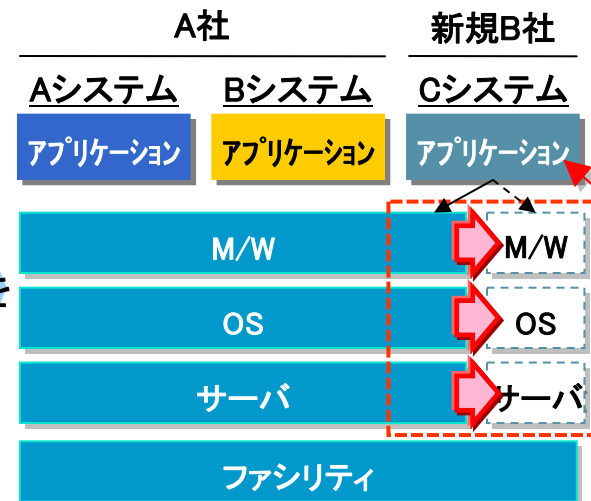 A社 新規B社
Aシステム Bシステム Cシステム
アプリケーション アプリケーション アプリケーション
M/W M/W
OS OS
サーバ サーバ
ファシリティ